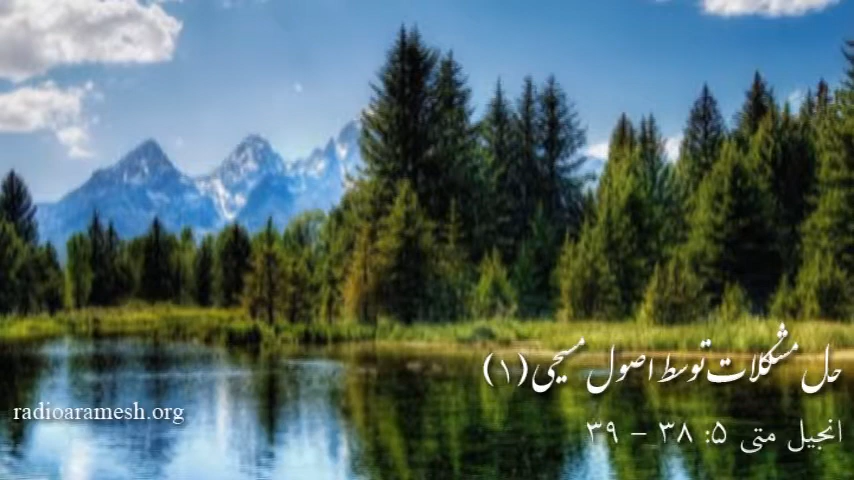 حل مشکلات توسط اصول مسیحی (۱)
انجیل متی ۵: ۳۸ - ۳۹
radioaramesh.org